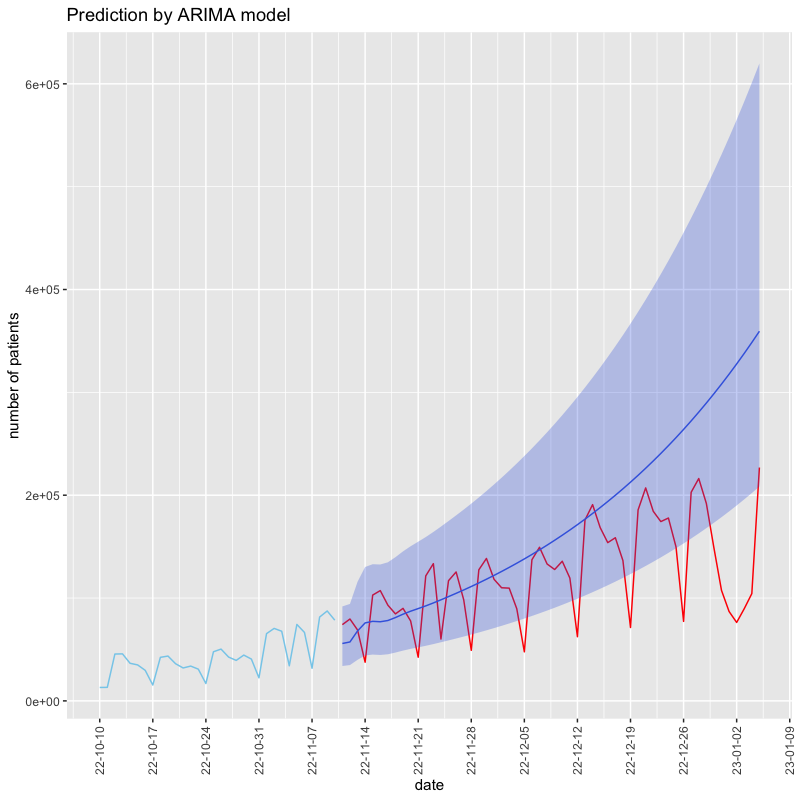 Prediction by ARIMA model
number of patients
6e+05
4e+05
2e+05
0e+00
22-10-10
22-10-17
22-10-24
22-10-31
22-11-07
22-11-14
22-11-21
22-11-28
22-12-05
22-12-12
22-12-19
22-12-26
23-01-02
23-01-09
date